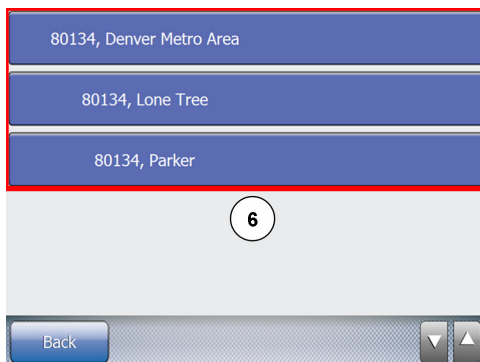 80134, Denver Metro Area
80134, Lone Tree
80134, Parker
6
Back